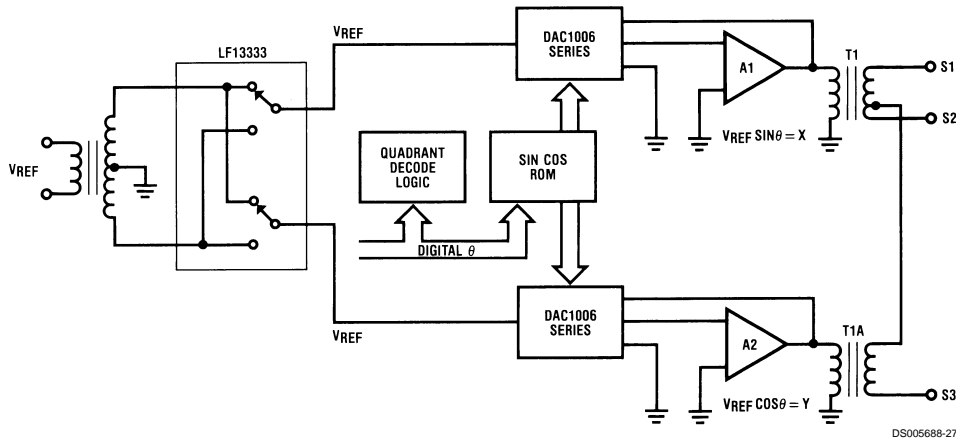 LF13333
VREF
DAC1006
SERIES
A1
T1
S1
S2
VREF SINθ = X
VREF
QUADRANT
DECODE
LOGIC
SIN COS
ROM
DIGITAL θ
VREF
DAC1006
SERIES
A2
T1A
S3
VREF COSθ = Y
DS005688-27